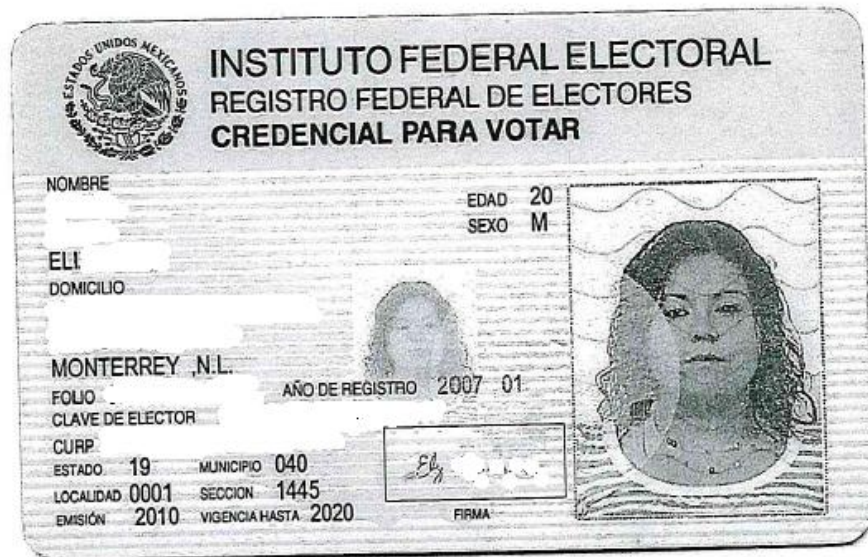 ESTADOS UNIDOS MEXICANOS
INSTITUTO FEDERAL ELECTORAL
REGISTRO FEDERAL DE ELECTORES
CREDENCIAL PARA VOTAR
NOMBRE
EDAD 20
SEXO M
ELI
DOMICILIO
MONTERREY ,N.L.
FOLIO
AÑO DE REGISTRO 2007 01
CLAVE DE ELECTOR
CURP
ESTADO 19 MUNICIPIO 040
LOCALIDAD 0001 SECCION 1445
EMISIÓN 2010 VIGENCIA HASTA 2020
FIRMA